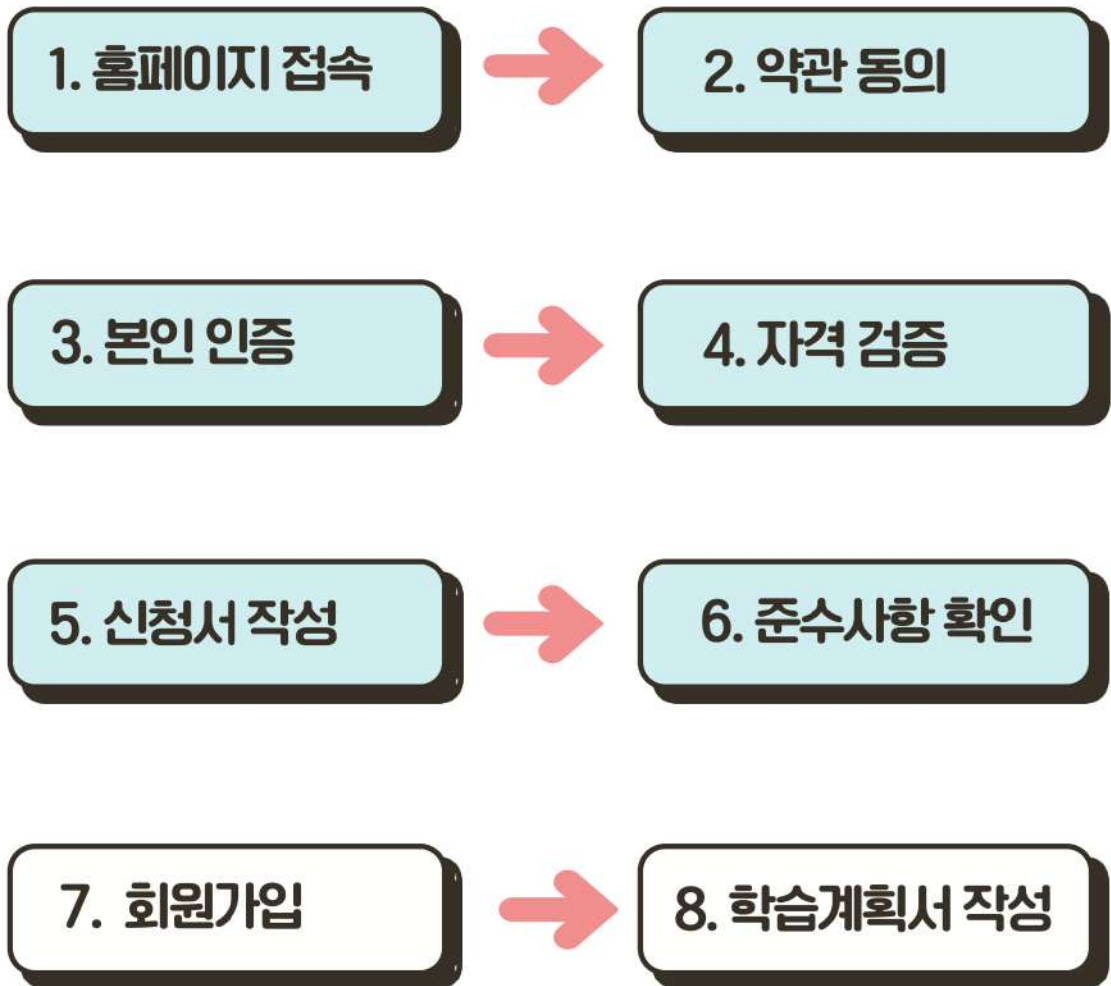 1. 홈페이지 접속
2. 약관 동의
3. 본인 인증
4. 자격 검증
5. 신청서 작성
6. 준수사항 확인
7. 회원가입
8. 학습계획서 작성